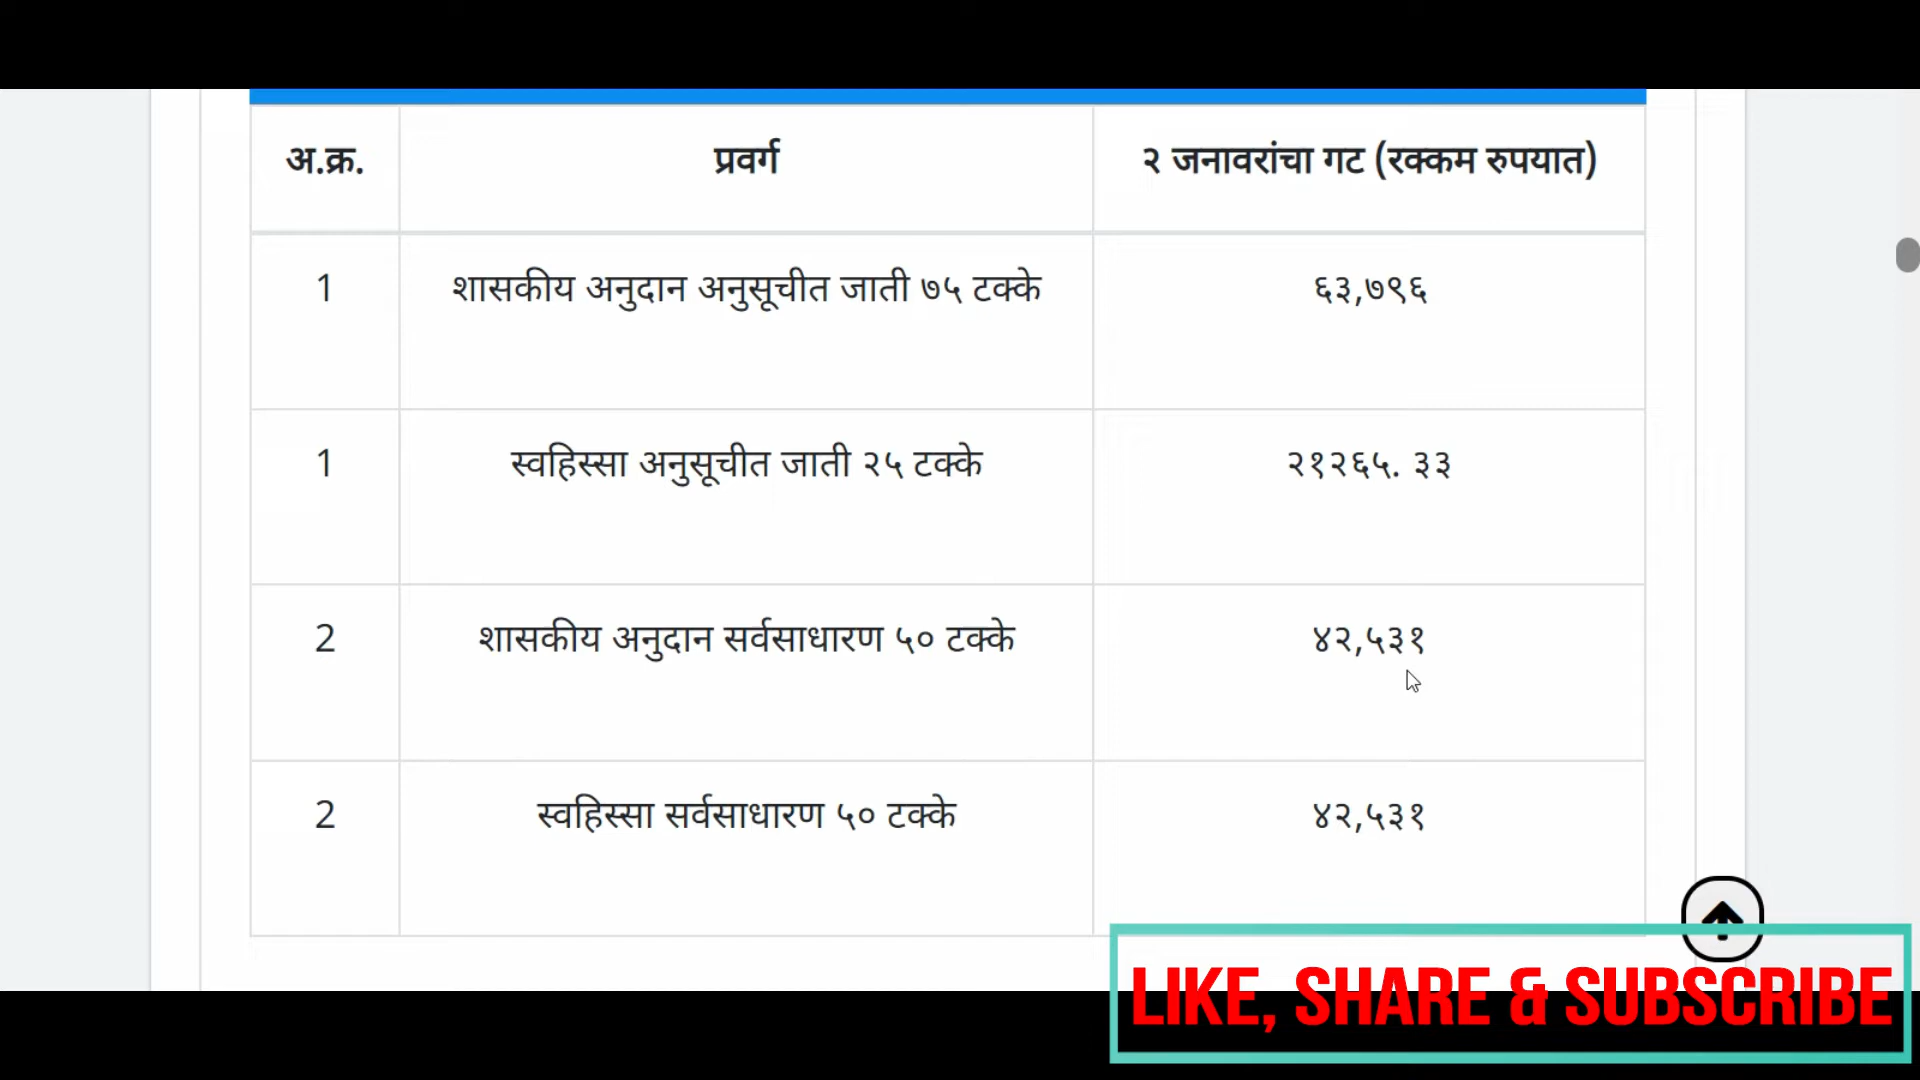 अ.क्र. प्रवर्ग २ जनावरांचा गट (रक्कम रुपयात)
1 शासकीय अनुदान अनुसूचीत जाती ७५ टक्के ६३,७९६
1 स्वहिस्सा अनुसूचीत जाती २५ टक्के २१२६५. ३३
2 शासकीय अनुदान सर्वसाधारण ५० टक्के ४२,५३१
2 स्वहिस्सा सर्वसाधारण ५० टक्के ४२,५३१
LIKE, SHARE & SUBSCRIBE